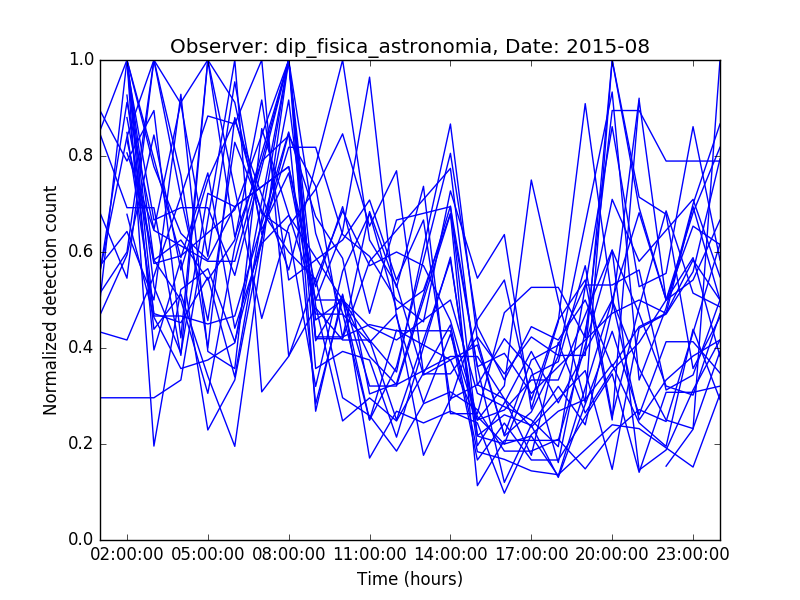 Observer: dip_fisica_astronomia, Date: 2015-08
1.0
0.8
0.6
0.4
0.2
0.0
Normalized detection count
02:00:00 05:00:00 08:00:00 11:00:00 14:00:00 17:00:00 20:00:00 23:00:00
Time (hours)